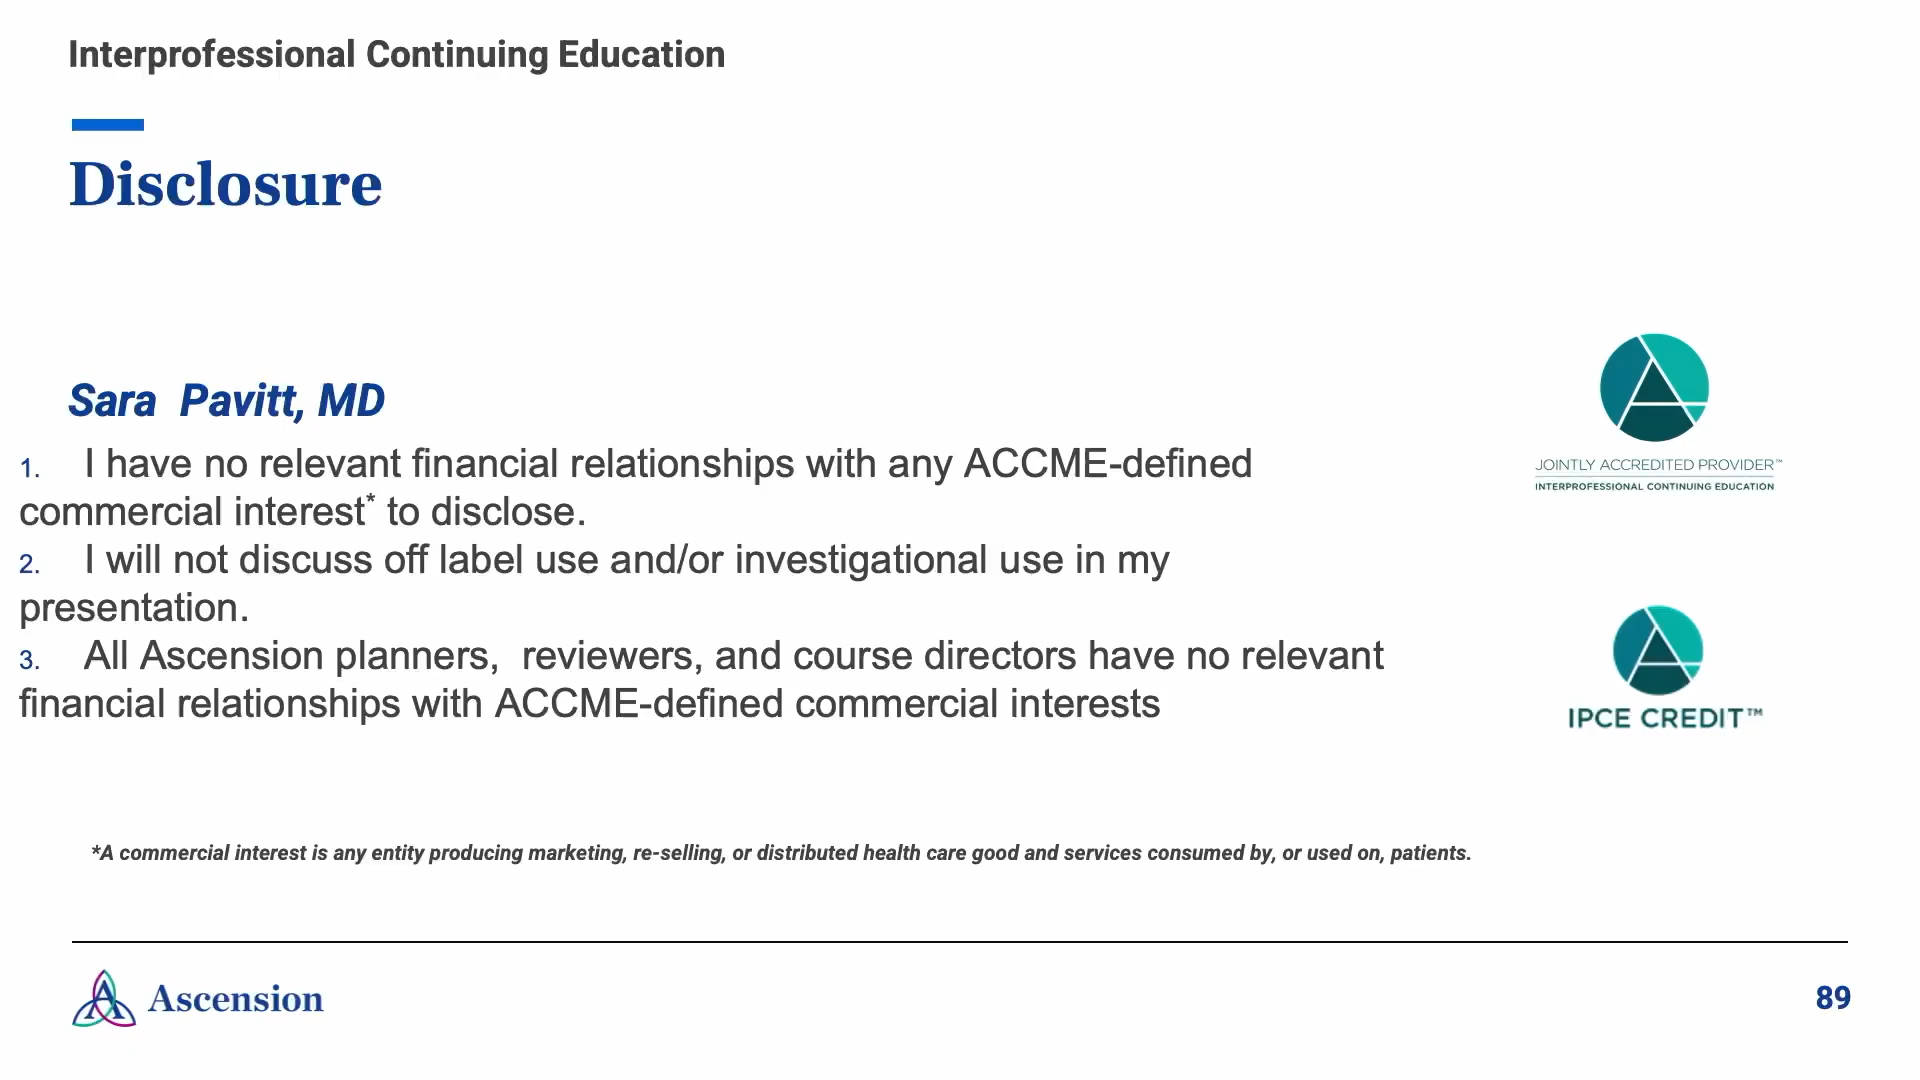 Interprofessional Continuing Education
Disclosure
Sara  Pavitt, MD
1. I have no relevant financial relationships with any ACCME-defined
commercial interest* to disclose.
2. I will not discuss off label use and/or investigational use in my
presentation.
3. All Ascension planners,  reviewers, and course directors have no relevant
financial relationships with ACCME-defined commercial interests
JOINTLY ACCREDITED PROVIDER™
INTERPROFESSIONAL CONTINUING EDUCATION
IPCE CREDIT™
*A commercial interest is any entity producing marketing, re-selling, or distributed health care good and services consumed by, or used on, patients.
Ascension
89